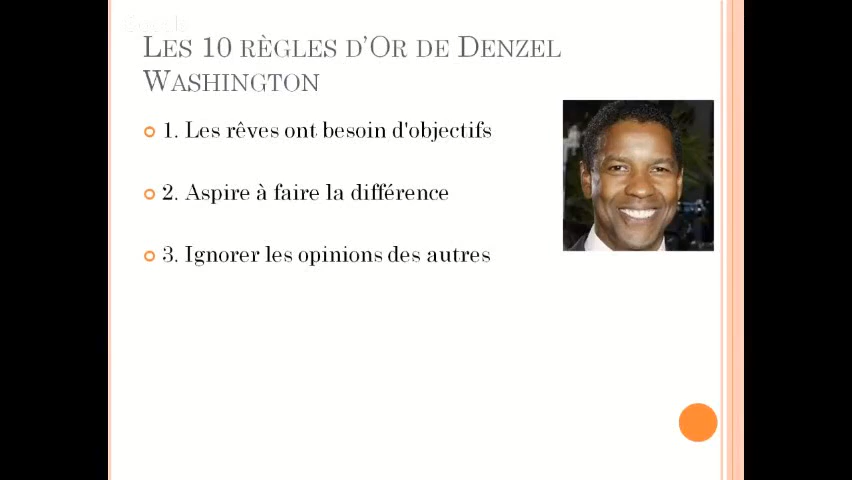 Les 10 règles d'Or de Denzel
Washington
1. Les rêves ont besoin d'objectifs
2. Aspire à faire la différence
3. Ignorer les opinions des autres